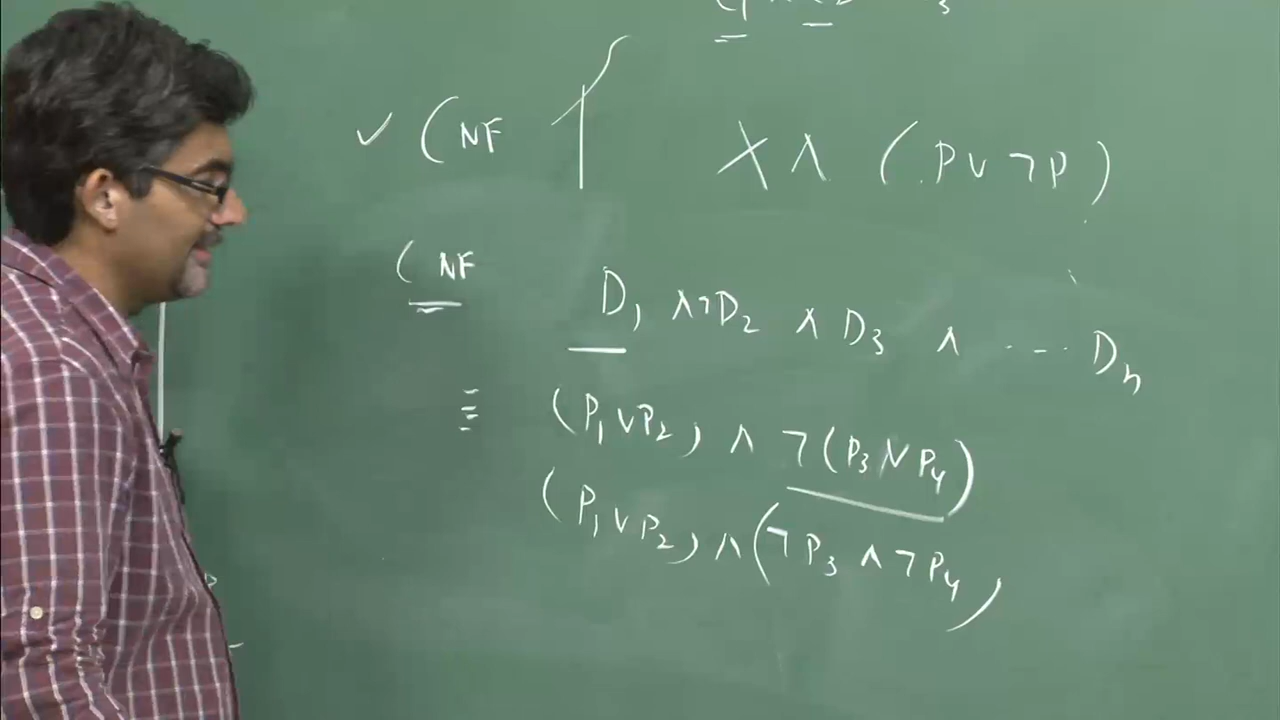 ✓ CNF X ∧ (P ∨ ¬P)
CNF D₁ ∧ ¬D₂ ∧ D₃ ∧ ... Dₙ
≡ (P₁ ∨ P₂) ∧ ¬(P₃ ∨ P₄)
(P₁ ∨ P₂) ∧ (¬P₃ ∧ ¬P₄)